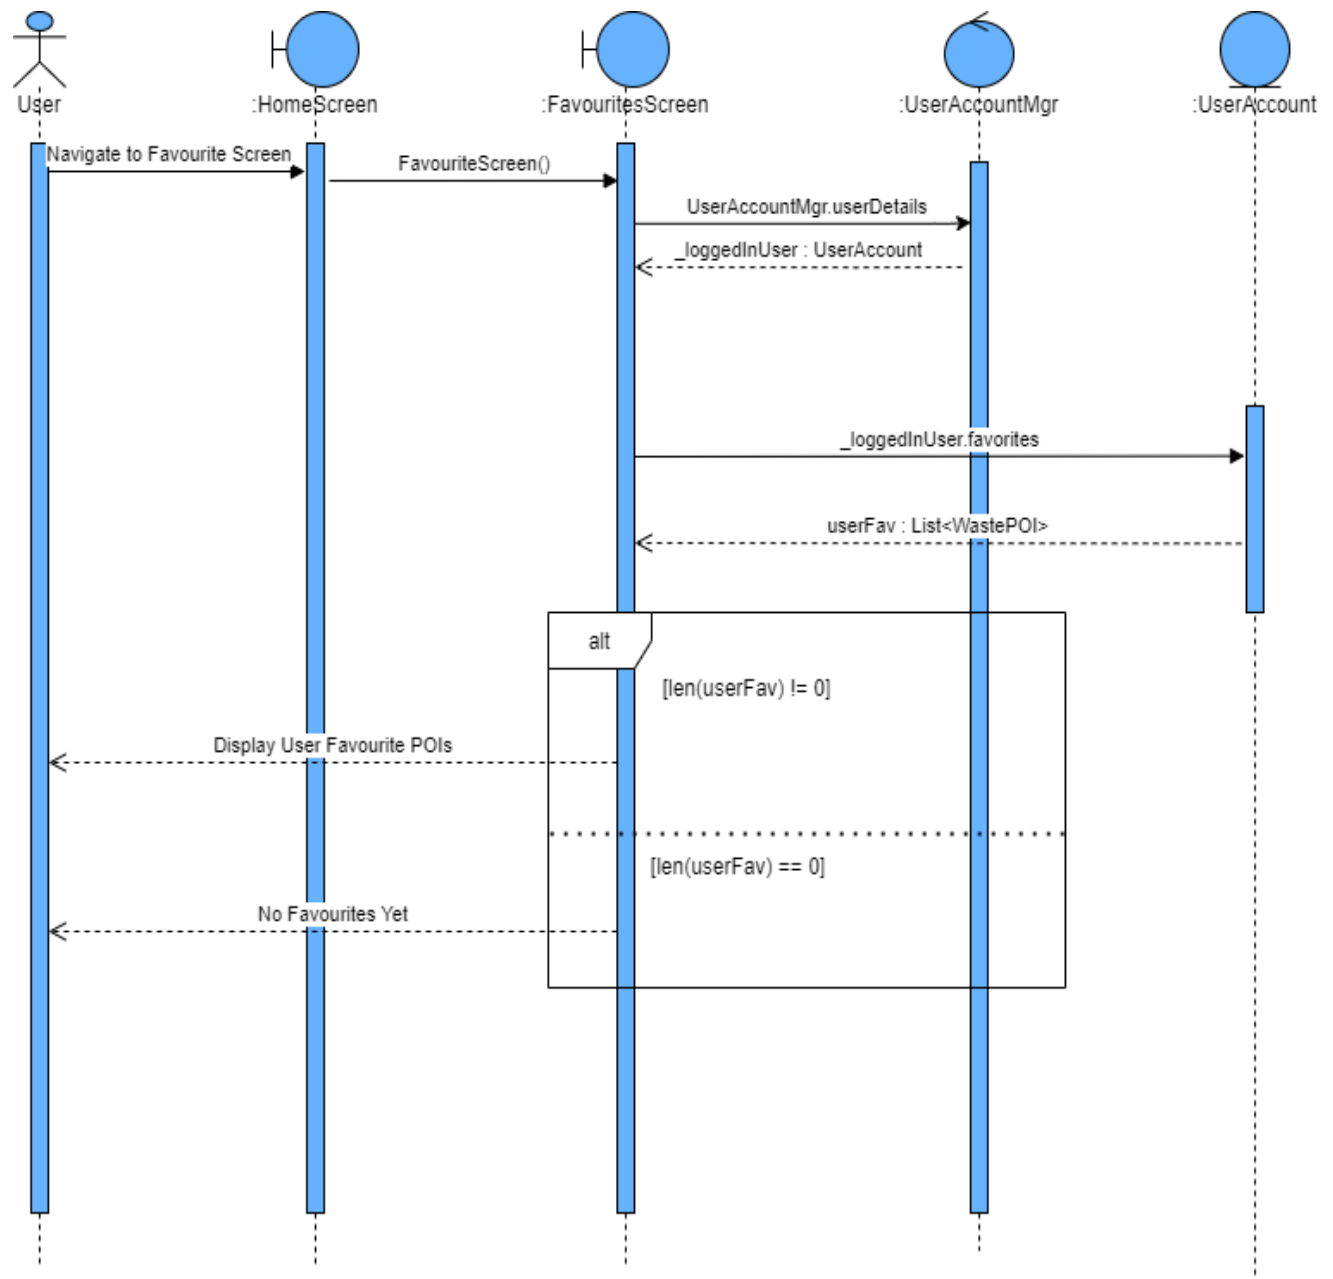 User
:HomeScreen
:FavouritesScreen
:UserAccountMgr
:UserAccount
Navigate to Favourite Screen
FavouriteScreen()
UserAccountMgr.userDetails
_loggedInUser : UserAccount
_loggedInUser.favorites
userFav : List<WastePOI>
alt
[len(userFav) != 0]
Display User Favourite POIs
[len(userFav) == 0]
No Favourites Yet